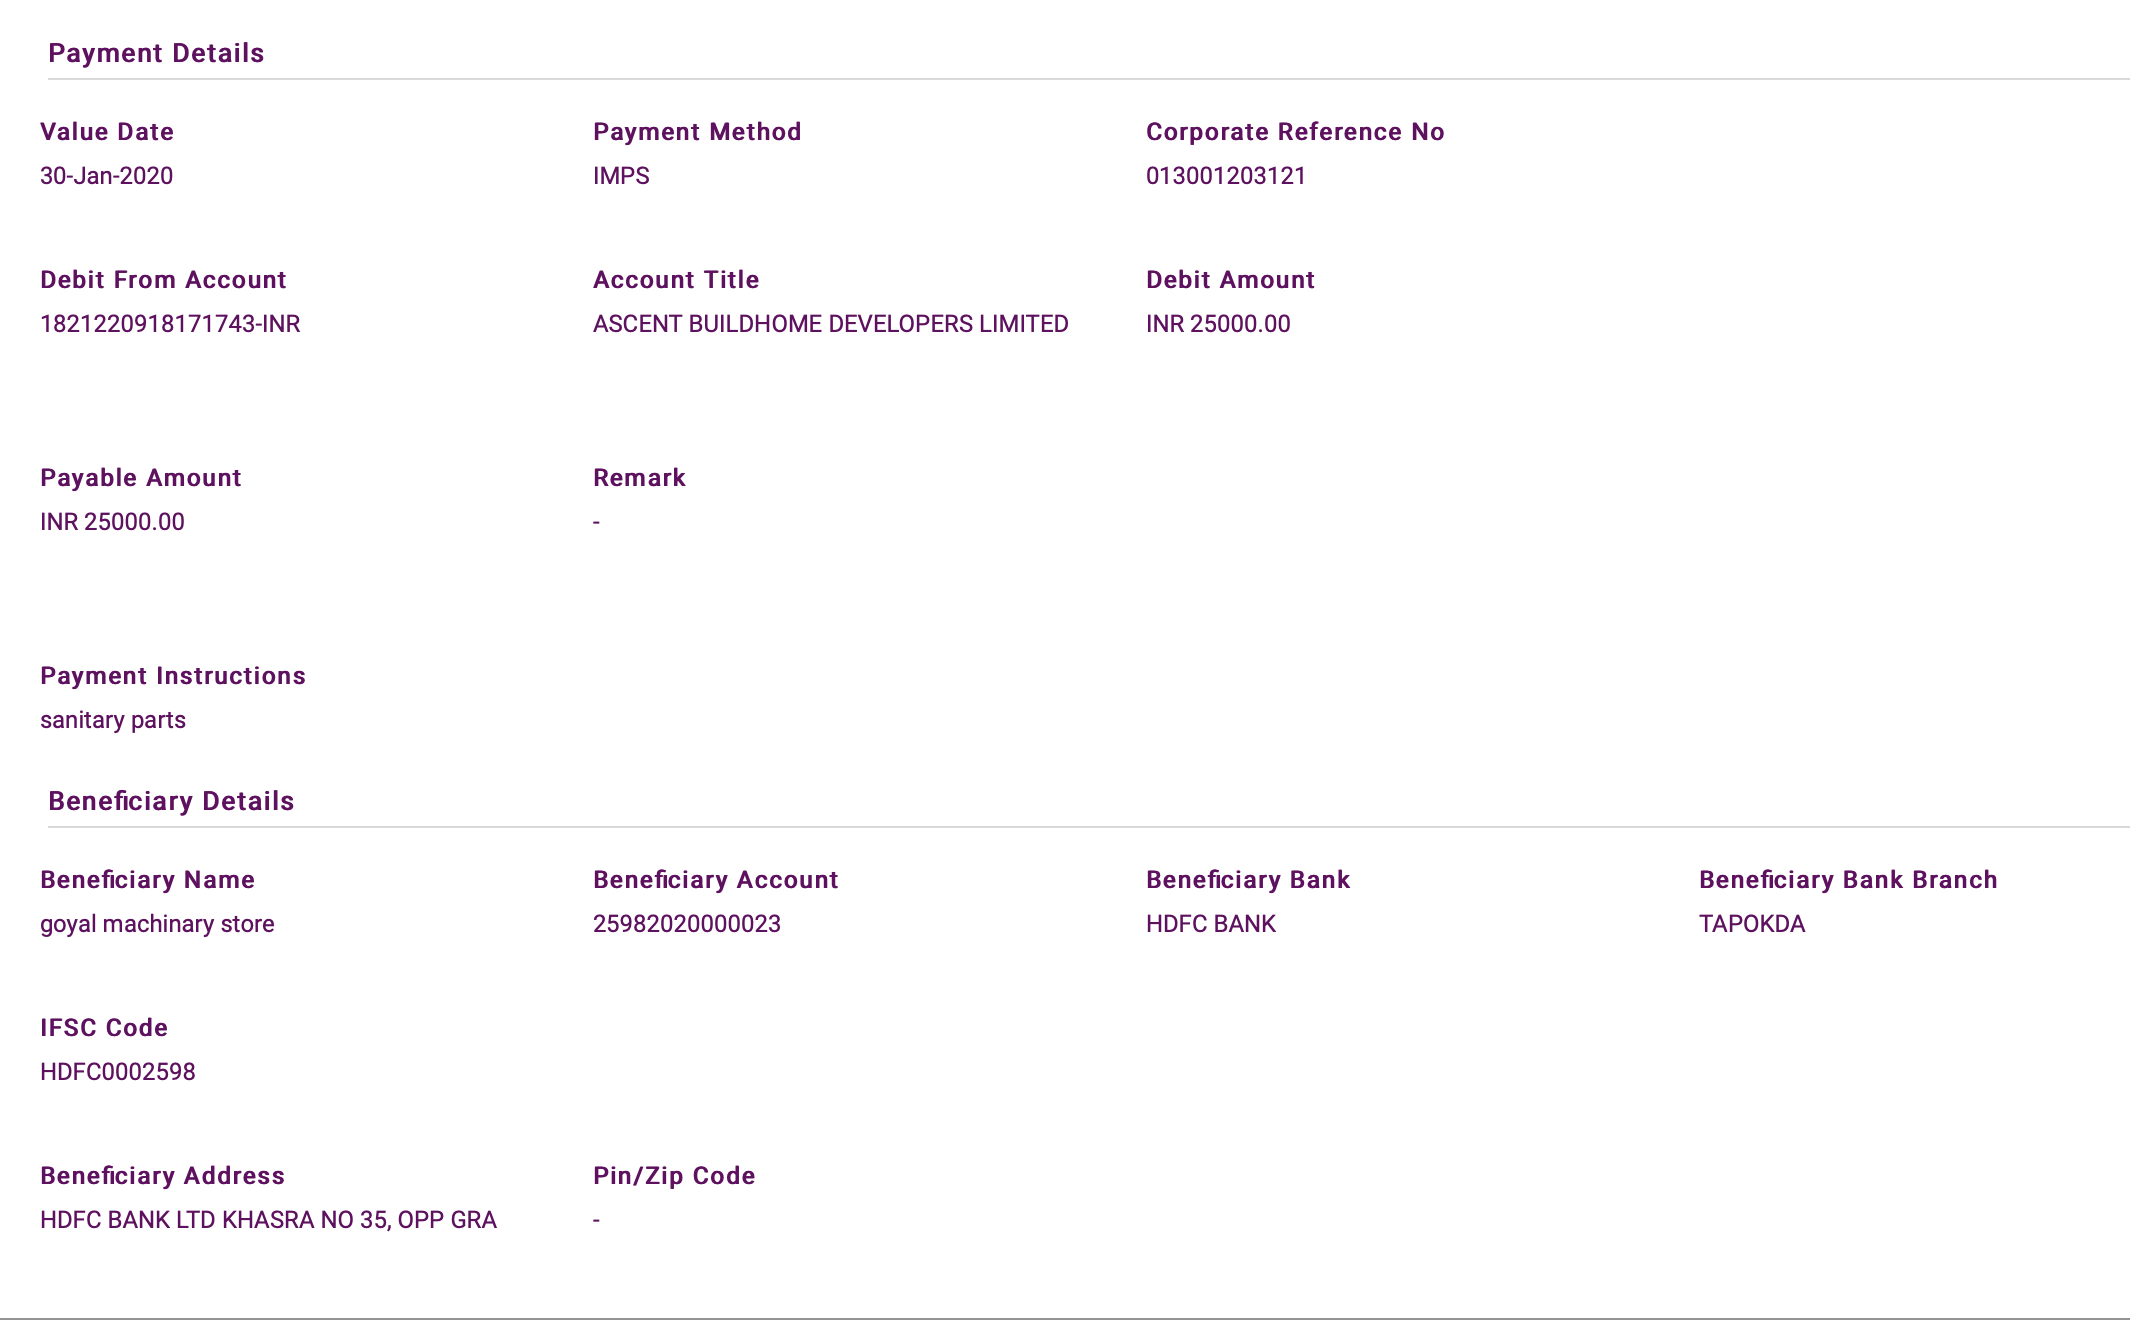 Payment Details
Value Date Payment Method Corporate Reference No
30-Jan-2020 IMPS 013001203121
Debit From Account Account Title Debit Amount
1821220918171743-INR ASCENT BUILDHOME DEVELOPERS LIMITED INR 25000.00
Payable Amount Remark
INR 25000.00 -
Payment Instructions
sanitary parts
Beneficiary Details
Beneficiary Name Beneficiary Account Beneficiary Bank Beneficiary Bank Branch
goyal machinary store 25982020000023 HDFC BANK TAPOKDA
IFSC Code
HDFC0002598
Beneficiary Address Pin/Zip Code
HDFC BANK LTD KHASRA NO 35, OPP GRA -